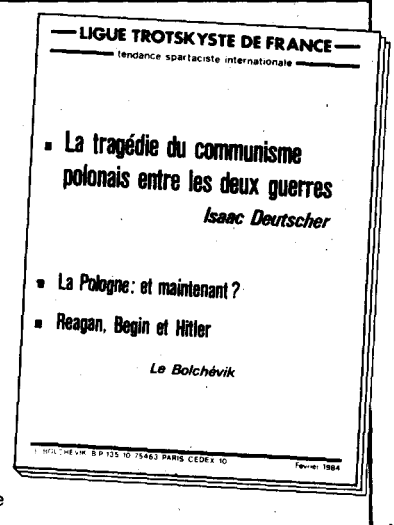 LIGUE TROTSKYSTE DE FRANCE
tendance spartaciste internationale
▪ La tragédie du communisme
polonais entre les deux guerres
Isaac Deutscher
▪ La Pologne: et maintenant?
▪ Reagan, Begin et Hitler
Le Bolchévik
B P 135 10 75463 PARIS CEDEX 10
Février 1984
e